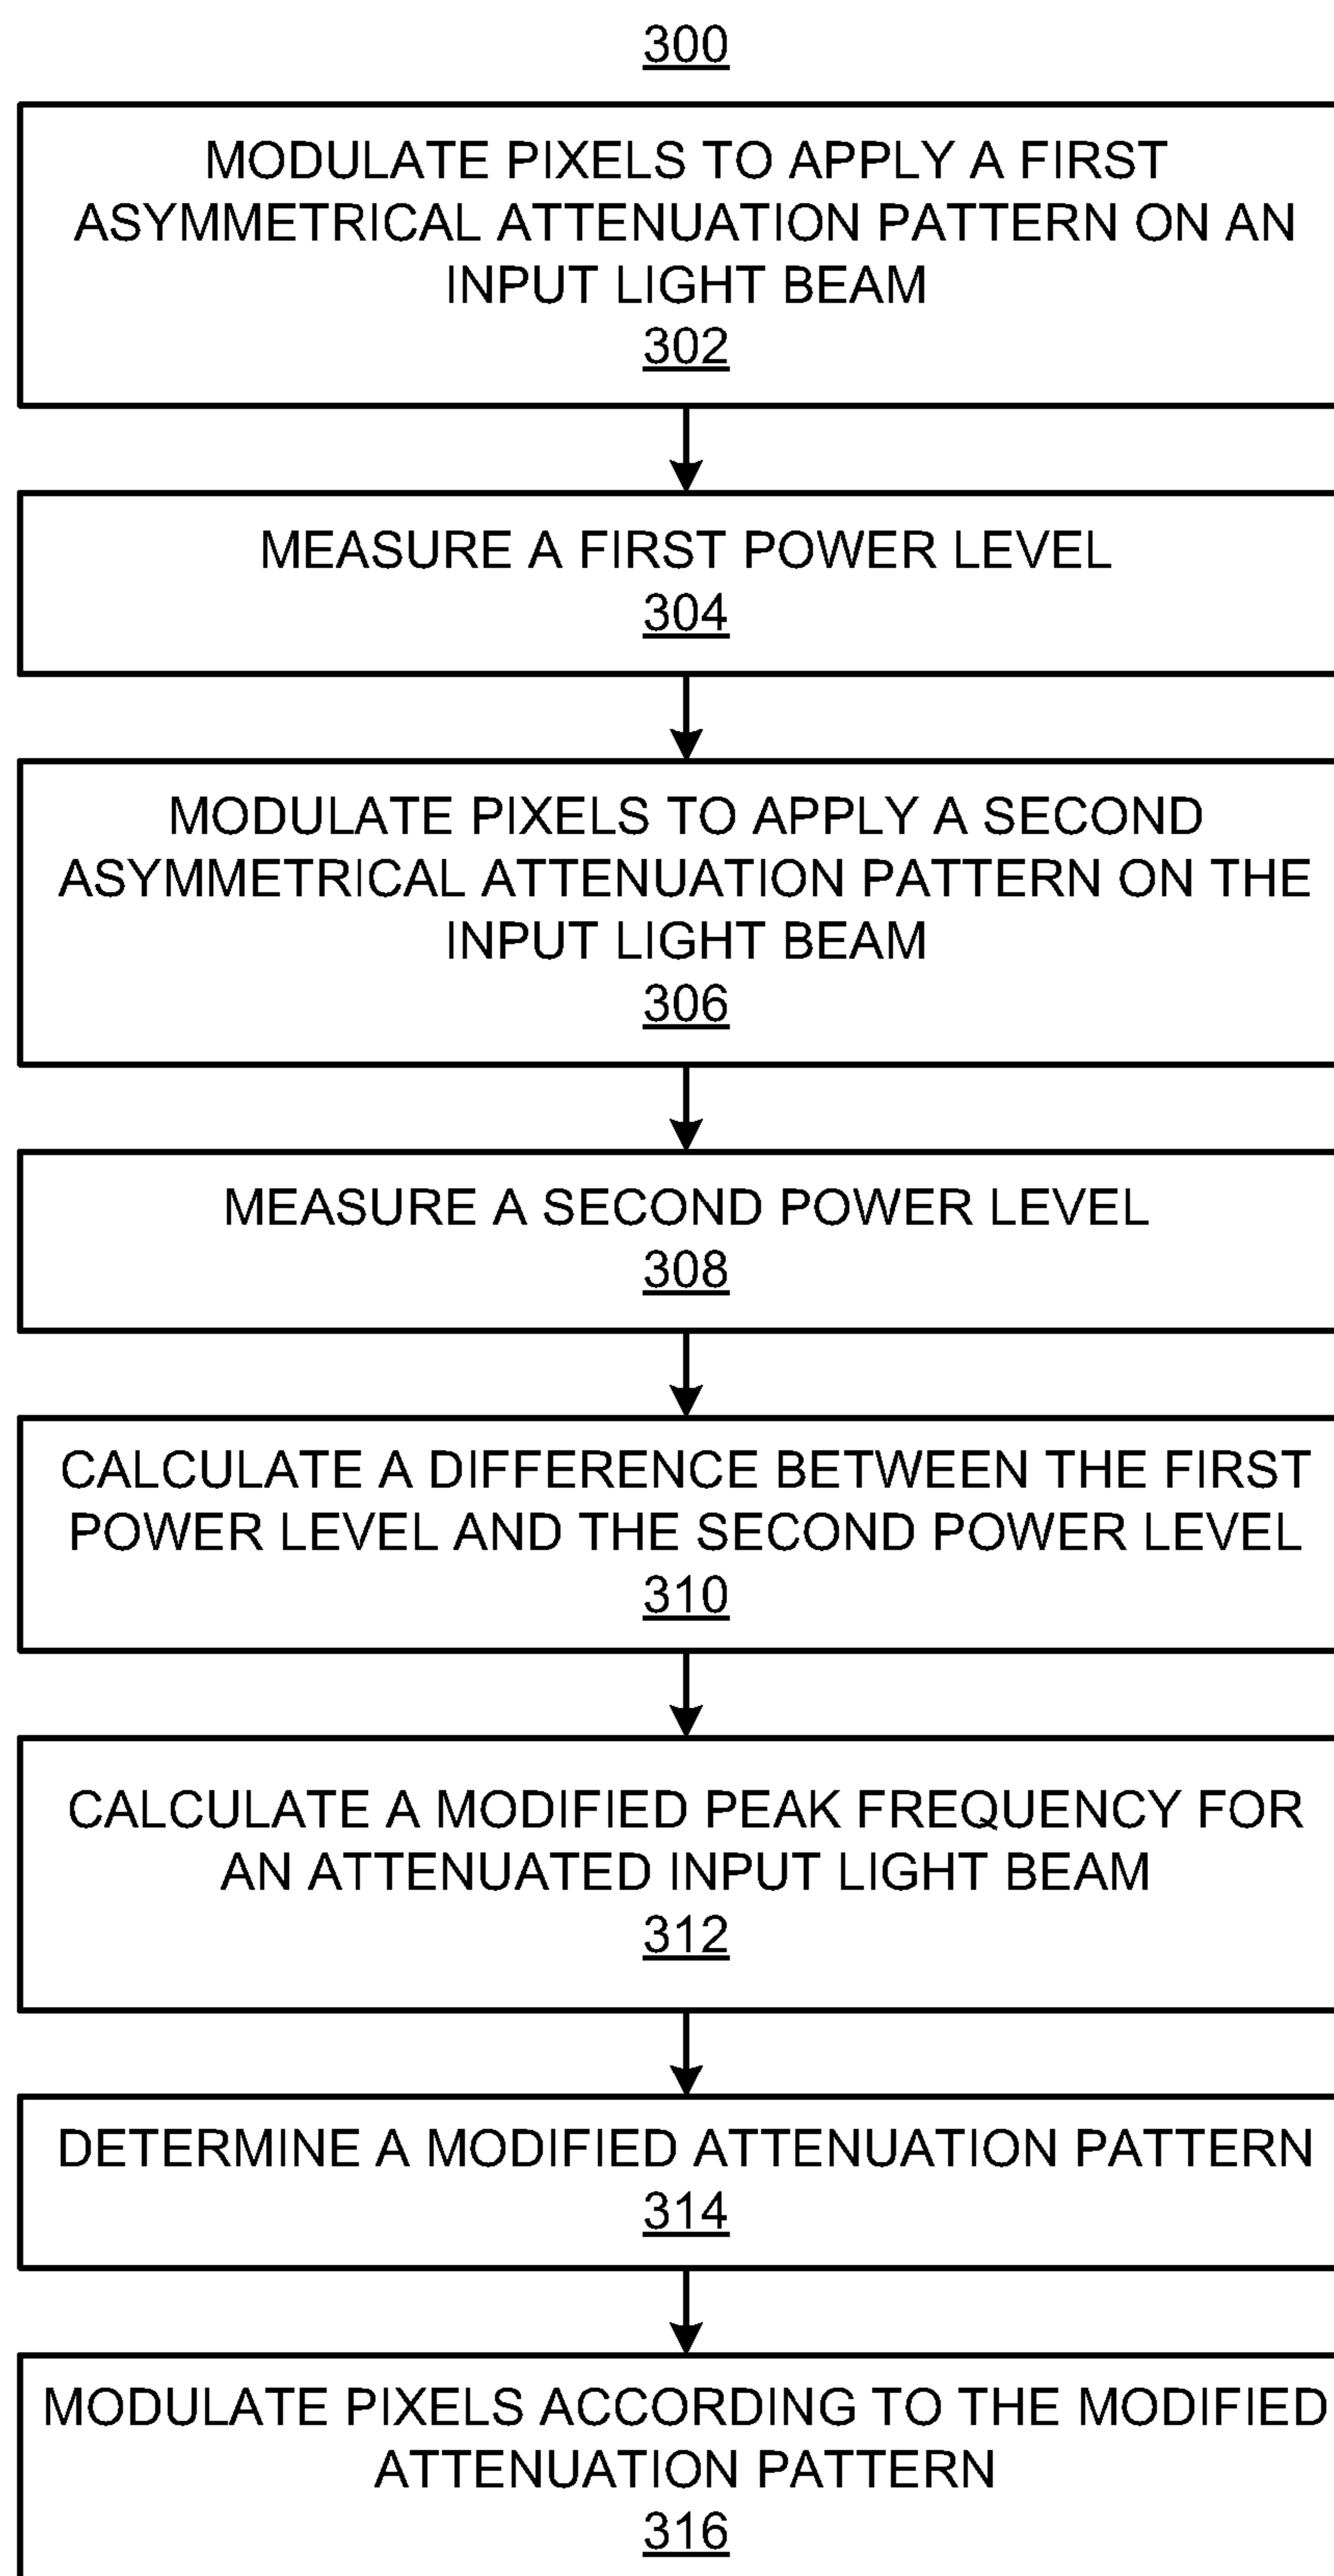 300
MODULATE PIXELS TO APPLY A FIRST
ASYMMETRICAL ATTENUATION PATTERN ON AN
INPUT LIGHT BEAM
302
MEASURE A FIRST POWER LEVEL
304
MODULATE PIXELS TO APPLY A SECOND
ASYMMETRICAL ATTENUATION PATTERN ON THE
INPUT LIGHT BEAM
306
MEASURE A SECOND POWER LEVEL
308
CALCULATE A DIFFERENCE BETWEEN THE FIRST
POWER LEVEL AND THE SECOND POWER LEVEL
310
CALCULATE A MODIFIED PEAK FREQUENCY FOR
AN ATTENUATED INPUT LIGHT BEAM
312
DETERMINE A MODIFIED ATTENUATION PATTERN
314
MODULATE PIXELS ACCORDING TO THE MODIFIED
ATTENUATION PATTERN
316